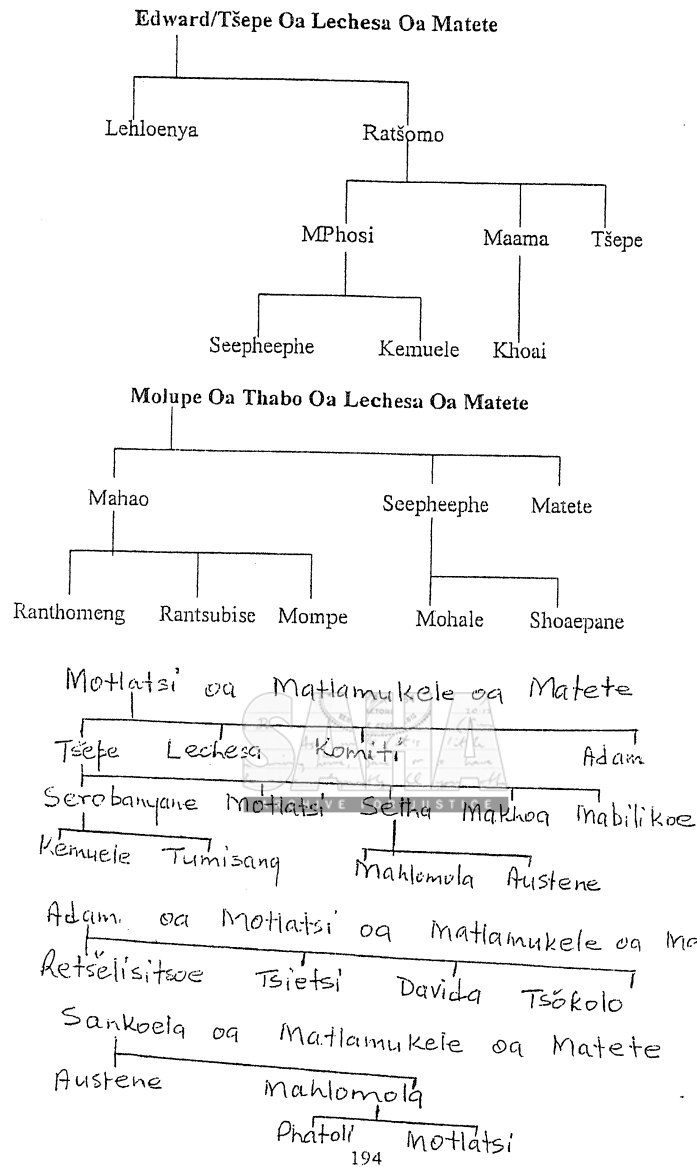 Edward/Tšepe Oa Lechesa Oa Matete
Lehloenya Ratšomo
MPhosi Maama Tšepe
Seepheephe Kemuele Khoai
Molupe Oa Thabo Oa Lechesa Oa Matete
Mahao Seepheephe Matete
Ranthomeng Rantsubise Mompe Mohale Shoaepane
Motlatsi oa Matlamukele oa Matete
Tšepe Lechesa Komiti Adam
Serobanyane Motlatsi Setha Makhoa Mabilikoe
Kemuele Tumisang Mahlomola Austene
Adam oa Motlatsi oa Matlamukele oa Ma
Retšelisitsoe Tsietsi Davida Tšokolo
Sankoela oa Matlamukele oa Matete
Austene Mahlomola
Phatoli Motlatsi
194
SAHA